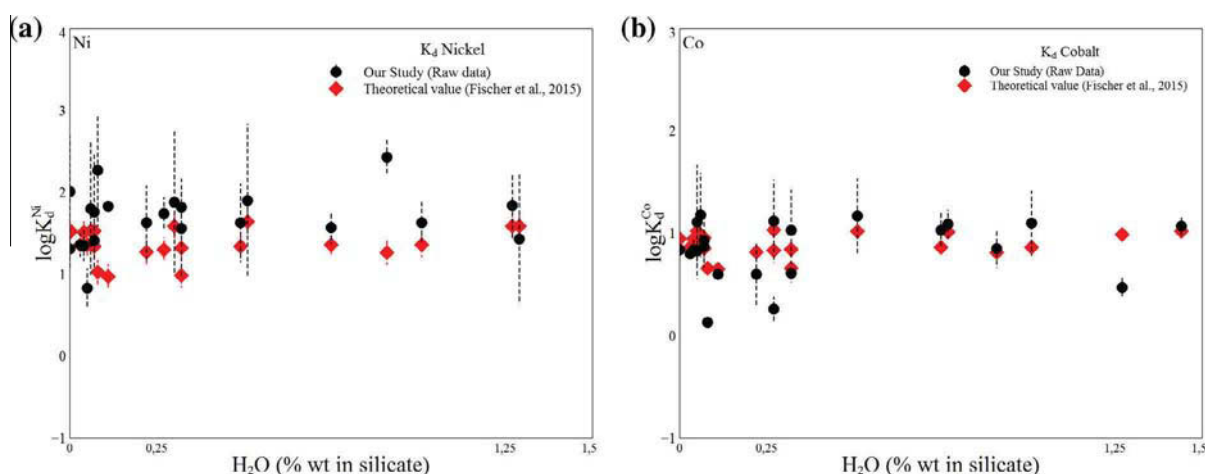 (a)
Ni
K_d Nickel
Our Study (Raw data)
Theoretical value (Fischer et al., 2015)
4
3
2
1
0
−1
logK_d^Ni
0
0,25
1,25
1,5
H₂O (% wt in silicate)
(b)
Co
K_d Cobalt
Our Study (Raw Data)
Theoretical value (Fischer et al., 2015)
3
2
1
0
−1
logK_d^Co
0
0,25
1,25
1,5
H₂O (% wt in silicate)